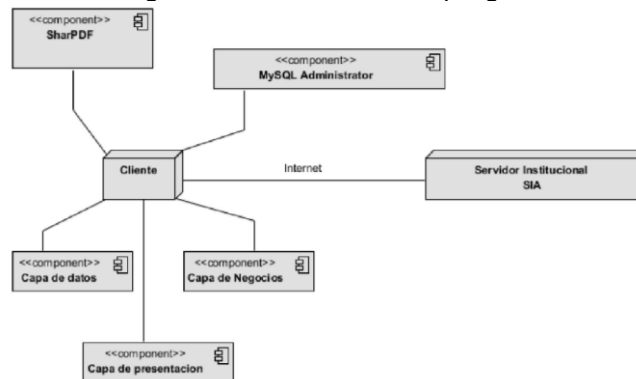 <<component>>
SharPDF
<<component>>
MySQL Administrator
Cliente
Internet
Servidor Institucional
SIA
<<component>>
Capa de datos
<<component>>
Capa de Negocios
<<component>>
Capa de presentacion